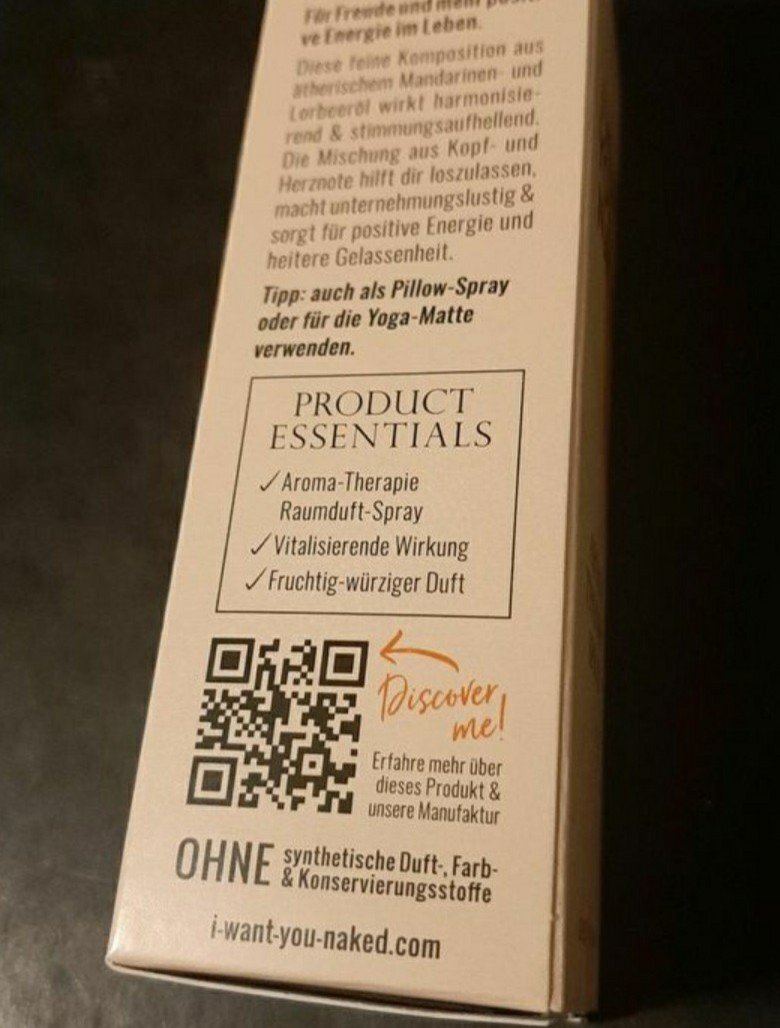 Für Freude und mehr positi-
ve Energie im Leben.
Diese feine Komposition aus
ätherischem Mandarinen- und
Lorbeeröl wirkt harmonisie-
rend & stimmungsaufhellend.
Die Mischung aus Kopf- und
Herznote hilft dir loszulassen,
macht unternehmungslustig &
sorgt für positive Energie und
heitere Gelassenheit.
Tipp: auch als Pillow-Spray
oder für die Yoga-Matte
verwenden.
PRODUCT
ESSENTIALS
✓ Aroma-Therapie
Raumduft-Spray
✓ Vitalisierende Wirkung
✓ Fruchtig-würziger Duft
Discover
me!
Erfahre mehr über
dieses Produkt &
unsere Manufaktur
OHNE synthetische Duft-, Farb-
& Konservierungsstoffe
i-want-you-naked.com